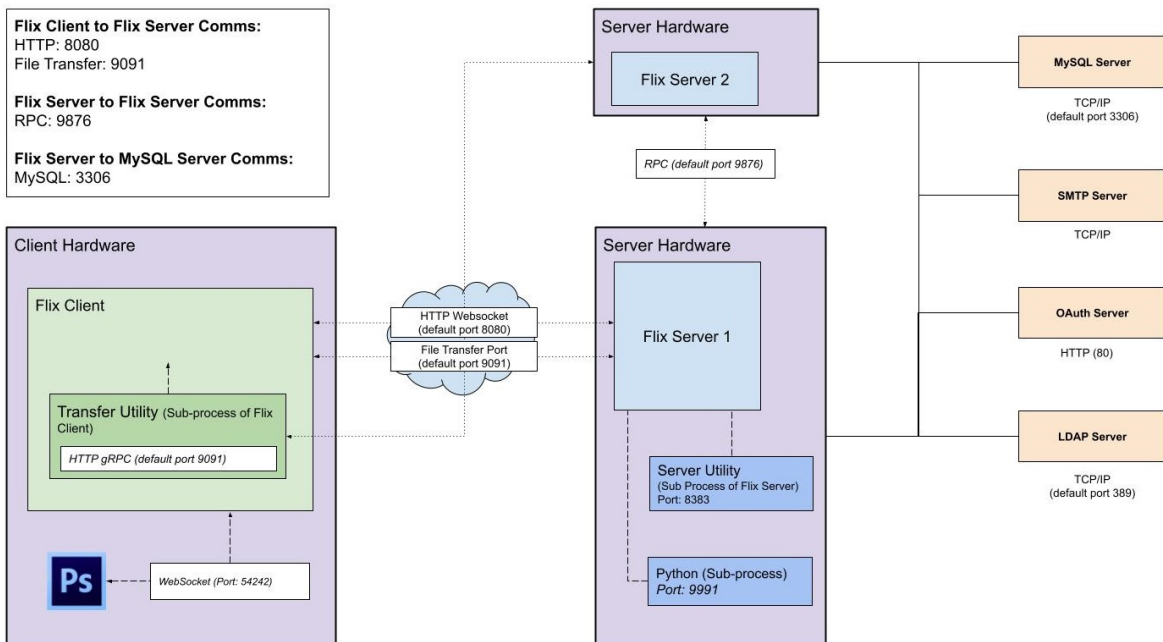 Flix Client to Flix Server Comms:
HTTP: 8080
File Transfer: 9091
Flix Server to Flix Server Comms:
RPC: 9876
Flix Server to MySQL Server Comms:
MySQL: 3306
Server Hardware
Flix Server 2
RPC (default port 9876)
MySQL Server
TCP/IP
(default port 3306)
SMTP Server
TCP/IP
OAuth Server
HTTP (80)
LDAP Server
TCP/IP
(default port 389)
Client Hardware
Flix Client
Transfer Utility (Sub-process of Flix
Client)
HTTP gRPC (default port 9091)
Ps
WebSocket (Port: 54242)
HTTP Websocket
(default port 8080)
File Transfer Port
(default port 9091)
Server Hardware
Flix Server 1
Server Utility
(Sub Process of Flix Server)
Port: 8383
Python (Sub-process)
Port: 9991